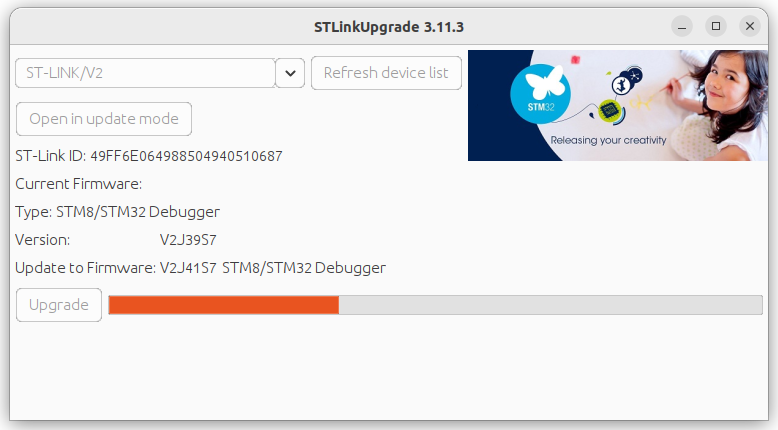 STLinkUpgrade 3.11.3
ST-LINK/V2
Refresh device list
STM32
Releasing your creativity
Open in update mode
ST-Link ID: 49FF6E064988504940510687
Current Firmware:
Type: STM8/STM32 Debugger
Version: V2J39S7
Update to Firmware: V2J41S7 STM8/STM32 Debugger
Upgrade